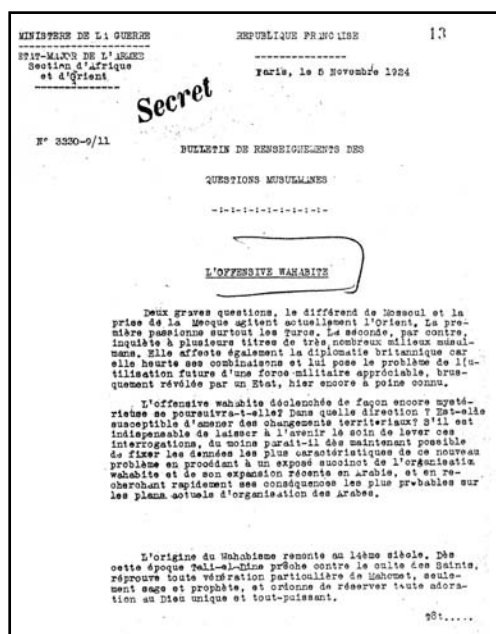 MINISTERE DE LA GUERRE
REPUBLIQUE FRANCAISE
13
ETAT-MAJOR DE L'ARMEE
Section d'Afrique
et d'Orient
Paris, le 5 Novembre 1924
Secret
N° 3330-9/11
BULLETIN DE RENSEIGNEMENTS DES
QUESTIONS MUSULMANES
-:-:-:-:-:-:-:-:-:-
L'OFFENSIVE WAHABITE
Deux graves questions, le différend de Mossoul et la
prise de la Mecque agitent actuellement l'Orient. La pre-
mière passionne surtout les Turcs. La seconde, par contre,
inquiète à plusieurs titres de très nombreux milieux musul-
mans. Elle affecte également la diplomatie britannique car
elle heurte ses combinaisons et lui pose le problème de l'u-
tilisation future d'une force militaire appréciable, brus-
quement révélée par un Etat, hier encore à peine connu.
L'offensive wahabite déclenchée de façon encore mysté-
rieuse se poursuivra-t-elle? Dans quelle direction ? Est-elle
susceptible d'amener des changements territoriaux? S'il est
indispensable de laisser à l'avenir le soin de lever ces
interrogations, du moins parait-il dès maintenant possible
de fixer les données les plus caractéristiques de ce nouveau
problème en procédant à un exposé succinct de l'organisation
wahabite et de son expansion récente en Arabie, et en re-
cherchant rapidement ses conséquences les plus probables sur
les plans actuels d'organisation des Arabes.
L'origine du Wahabisme remonte au 14ème siècle. Dès
cette époque Taki-el-Dine prêche contre le culte des Saints,
réprouve toute vénération particulière de Mahomet, seule-
ment sage et prophète, et ordonne de réserver toute adora-
tion au Dieu unique et tout-puissant.